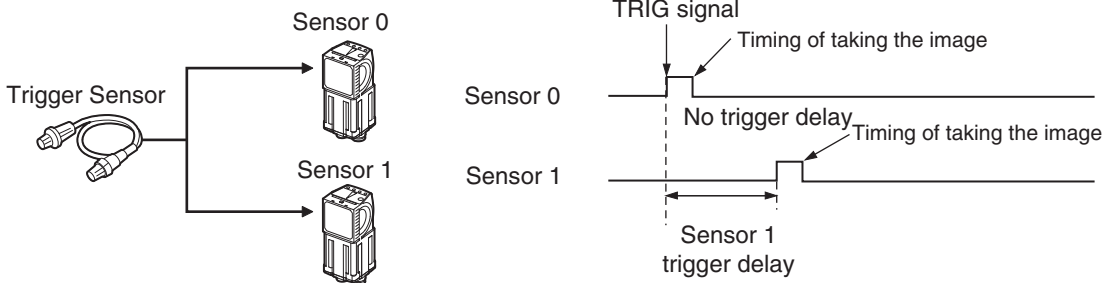 Sensor 0
Trigger Sensor
Sensor 1
TRIG signal
Timing of taking the image
Sensor 0
No trigger delay
Timing of taking the image
Sensor 1
Sensor 1
trigger delay